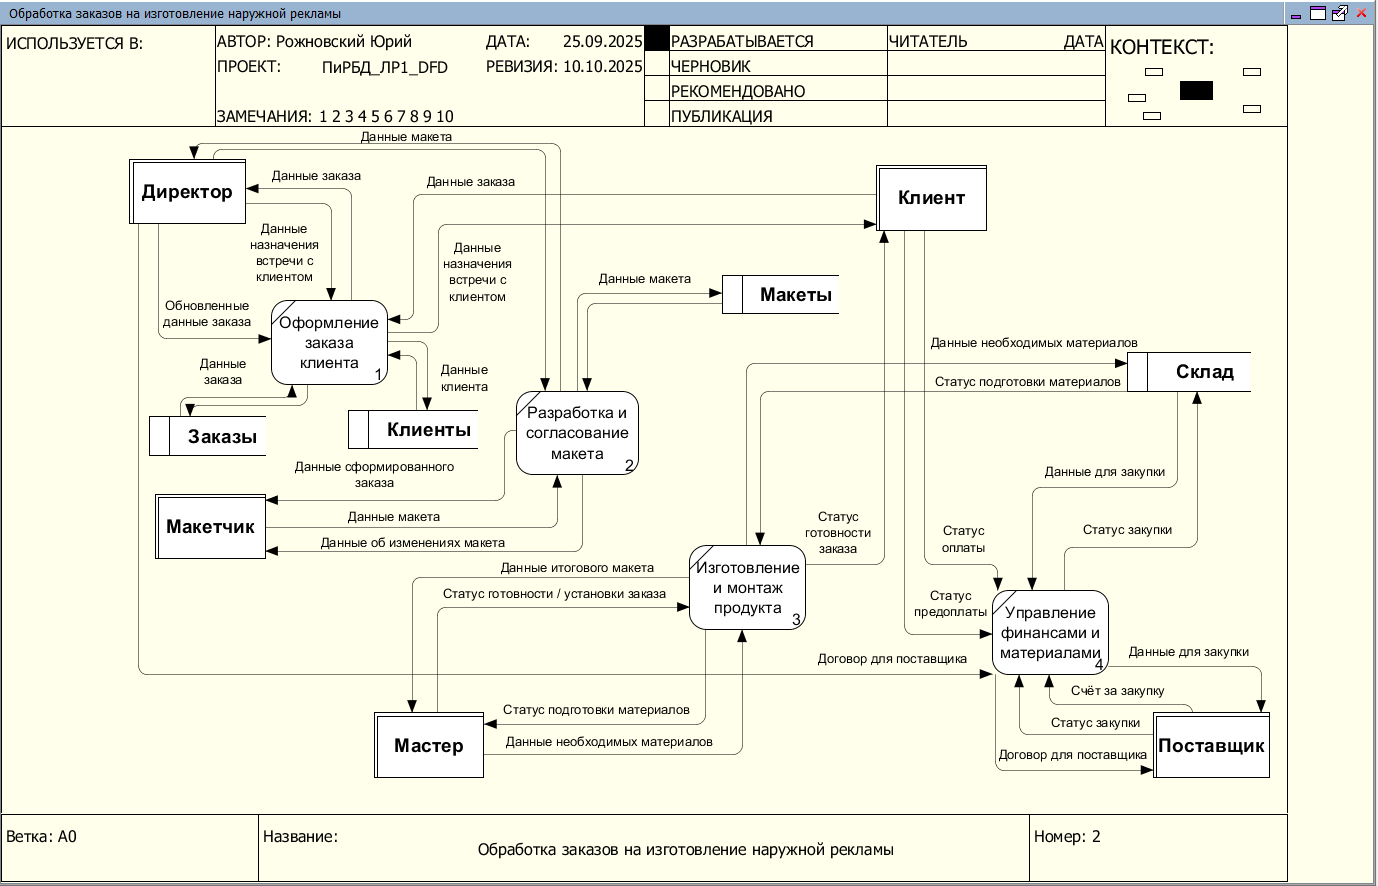 Обработка заказов на изготовление наружной рекламы
ИСПОЛЬЗУЕТСЯ В:
АВТОР: Рожновский Юрий
ДАТА: 25.09.2025
ПРОЕКТ: ПиРБД_ЛР1_DFD
РЕВИЗИЯ: 10.10.2025
ЗАМЕЧАНИЯ: 1 2 3 4 5 6 7 8 9 10
РАЗРАБАТЫВАЕТСЯ
ЧЕРНОВИК
РЕКОМЕНДОВАНО
ПУБЛИКАЦИЯ
ЧИТАТЕЛЬ
ДАТА
КОНТЕКСТ:
Данные макета
Директор
Данные заказа
Данные заказа
Клиент
Данные
назначения
встречи с
клиентом
Данные
назначения
встречи с
клиентом
Данные макета
Макеты
Обновленные
данные заказа
Оформление
заказа
клиента
1
Данные необходимых материалов
Данные
заказа
Данные
клиента
Статус подготовки материалов
Склад
Заказы
Клиенты
Разработка и
согласование
макета
2
Данные сформированного
заказа
Данные для закупки
Макетчик
Данные макета
Данные об изменениях макета
Статус
готовности
заказа
Статус
оплаты
Статус закупки
Данные итогового макета
Статус готовности / установки заказа
Изготовление
и монтаж
продукта
3
Статус
предоплаты
Управление
финансами и
материалами
4
Договор для поставщика
Данные для закупки
Счёт за закупку
Статус подготовки материалов
Статус закупки
Мастер
Данные необходимых материалов
Поставщик
Договор для поставщика
Ветка: A0
Название:
Обработка заказов на изготовление наружной рекламы
Номер: 2